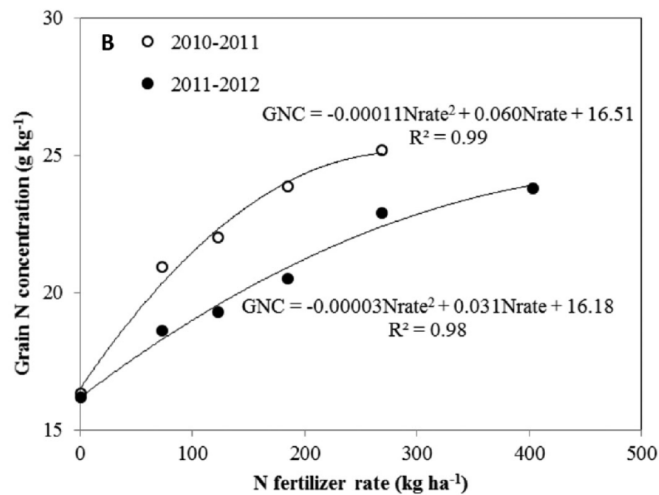 30
B
2010-2011
2011-2012
GNC = -0.00011Nrate² + 0.060Nrate + 16.51
R² = 0.99
25
Grain N concentration (g kg⁻¹)
20
GNC = -0.00003Nrate² + 0.031Nrate + 16.18
R² = 0.98
15
0 100 200 300 400 500
N fertilizer rate (kg ha⁻¹)